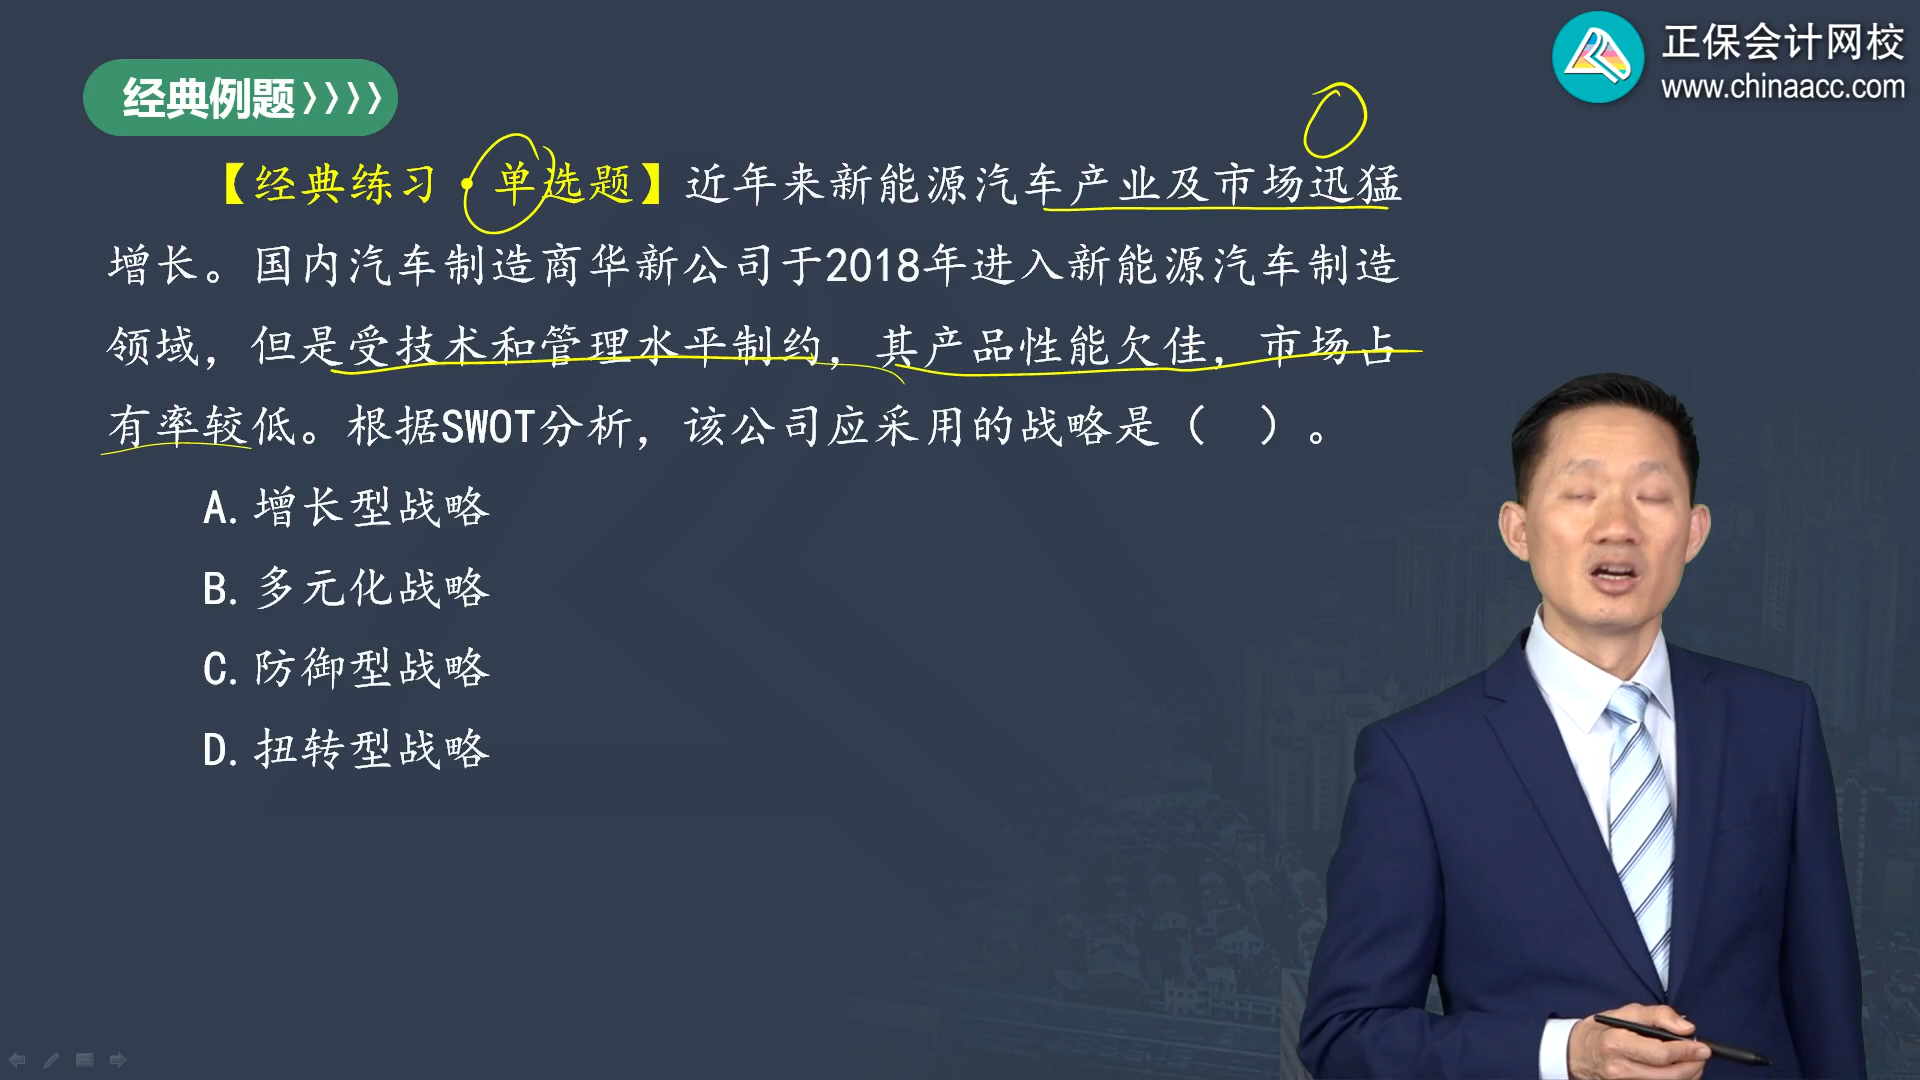 正保会计网校
www.chinaacc.com
经典例题
【经典练习·单选题】近年来新能源汽车产业及市场迅猛
增长。国内汽车制造商华新公司于2018年进入新能源汽车制造
领域，但是受技术和管理水平制约，其产品性能欠佳，市场占
有率较低。根据SWOT分析，该公司应采用的战略是（ ）。
A.增长型战略
B.多元化战略
C.防御型战略
D.扭转型战略